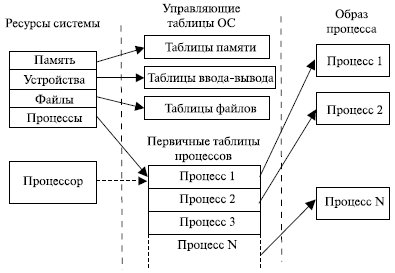 Ресурсы системы
Управляющие
таблицы ОС
Образ
процесса
Память
Устройства
Файлы
Процессы
Процессор
Таблицы памяти
Таблицы ввода-вывода
Таблицы файлов
Первичные таблицы
процессов
Процесс 1
Процесс 2
Процесс 3
Процесс N
Процесс 1
Процесс 2
Процесс N